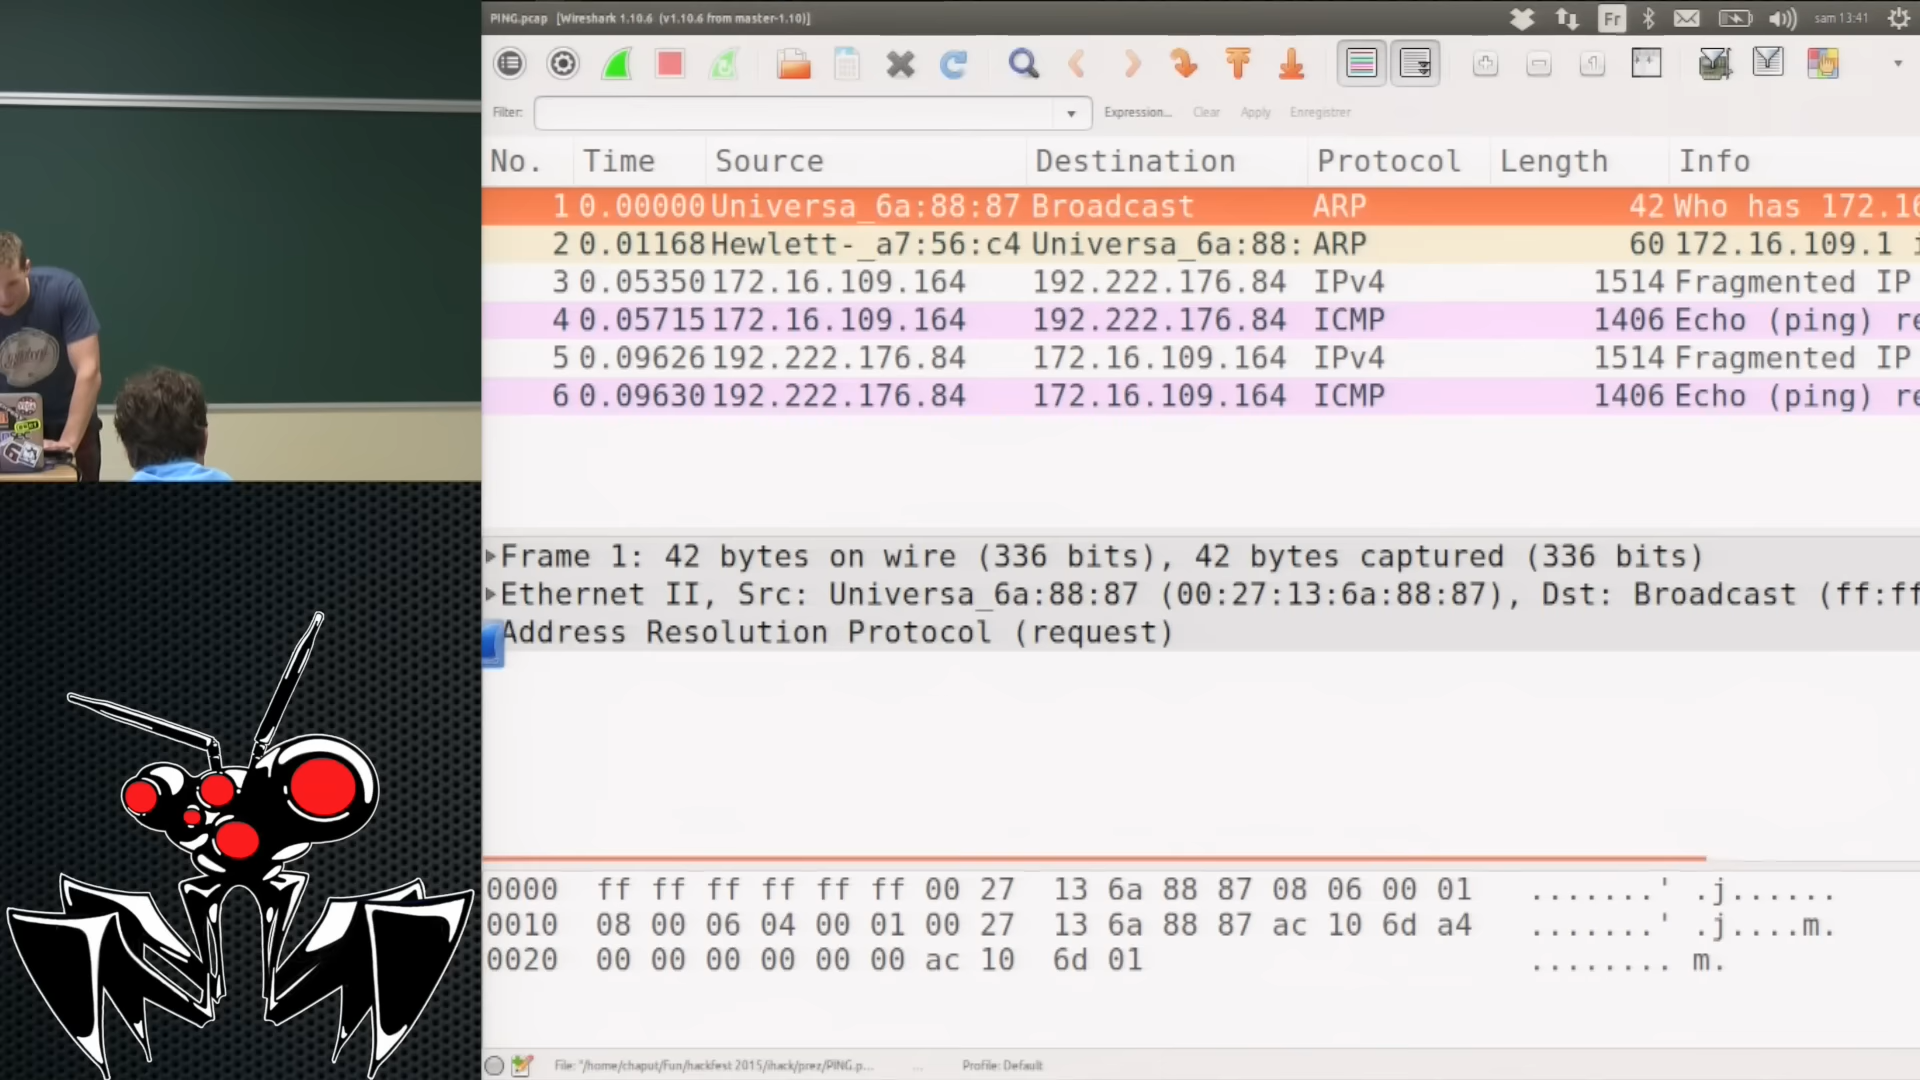 PING.pcap [Wireshark 1.10.6 (v1.10.6 from master-1.10)]
Fr
sam 13:41
Filter:
Expression...
Clear
Apply
Enregistrer
No. Time Source Destination Protocol Length Info
1 0.00000 Universa_6a:88:87 Broadcast ARP 42 Who has 172.16
2 0.01168 Hewlett-_a7:56:c4 Universa_6a:88: ARP 60 172.16.109.1 i
3 0.05350 172.16.109.164 192.222.176.84 IPv4 1514 Fragmented IP
4 0.05715 172.16.109.164 192.222.176.84 ICMP 1406 Echo (ping) re
5 0.09626 192.222.176.84 172.16.109.164 IPv4 1514 Fragmented IP
6 0.09630 192.222.176.84 172.16.109.164 ICMP 1406 Echo (ping) re
Frame 1: 42 bytes on wire (336 bits), 42 bytes captured (336 bits)
Ethernet II, Src: Universa_6a:88:87 (00:27:13:6a:88:87), Dst: Broadcast (ff:ff
Address Resolution Protocol (request)
0000 ff ff ff ff ff ff 00 27 13 6a 88 87 08 06 00 01 .......' .j......
0010 08 00 06 04 00 01 00 27 13 6a 88 87 ac 10 6d a4 .......' .j....m.
0020 00 00 00 00 00 00 ac 10 6d 01 ........ m.
File: "/home/chaput/Fun/hackfest 2015/ihack/prez/PING.p... ... Profile: Default